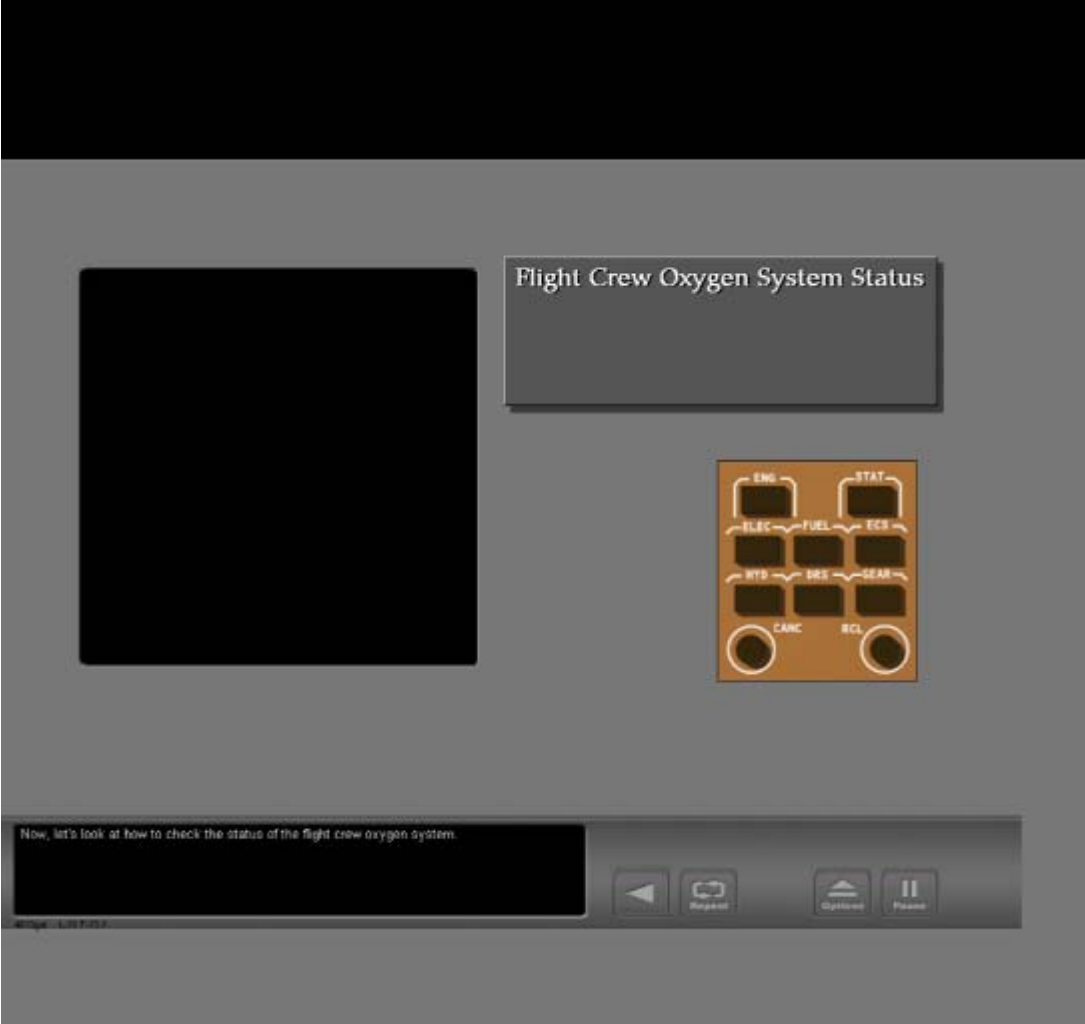 Flight Crew Oxygen System Status
ENG STAT
ELEC FUEL ECS
HYD DRS GEAR
CANC RCL
Now, let's look at how to check the status of the flight crew oxygen system.
Repeat Options Pause